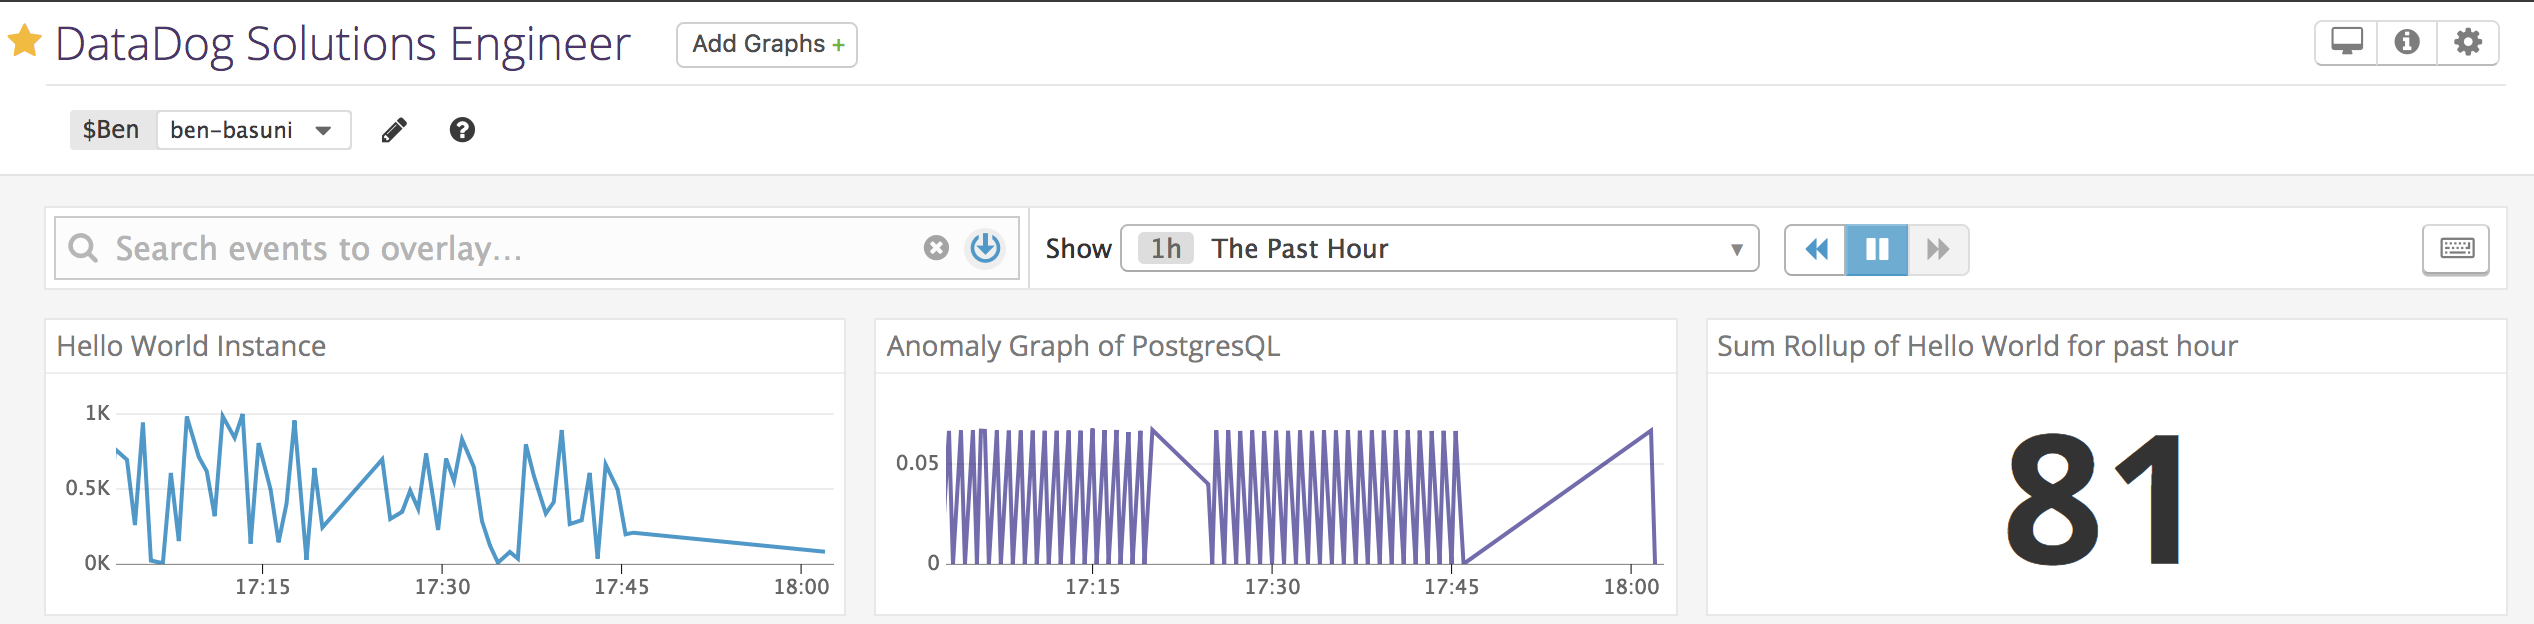 DataDog Solutions Engineer
Add Graphs +
$Ben ben-basuni
Search events to overlay...
Show 1h The Past Hour
Hello World Instance
1K
0.5K
0K
17:15 17:30 17:45 18:00
Anomaly Graph of PostgresQL
0.05
0
17:15 17:30 17:45 18:00
Sum Rollup of Hello World for past hour
81